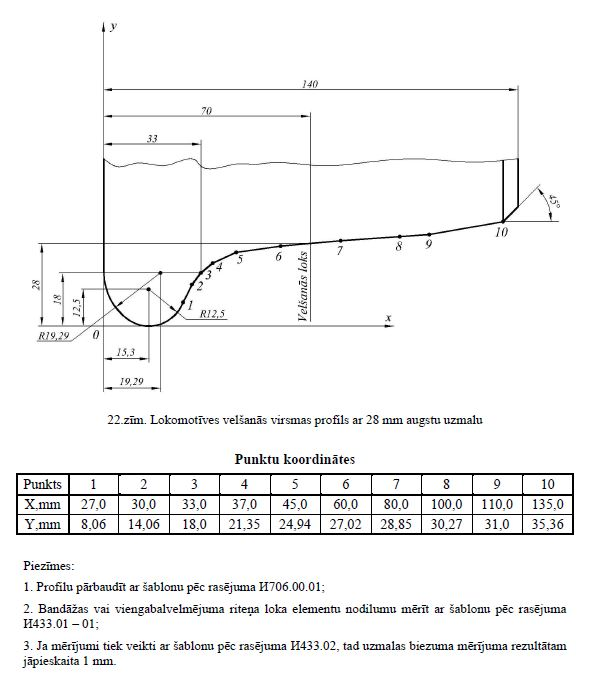 y
140
70
33
45°
10
9
8
7
6
5
4
3
2
1
28
18
12,5
Velšanās loks
R12,5
R19,29
0
x
15,3
19,29
22.zīm. Lokomotīves velšanās virsmas profils ar 28 mm augstu uzmalu
Punktu koordinātes
Punkts 1 2 3 4 5 6 7 8 9 10
X,mm 27,0 30,0 33,0 37,0 45,0 60,0 80,0 100,0 110,0 135,0
Y,mm 8,06 14,06 18,0 21,35 24,94 27,02 28,85 30,27 31,0 35,36
Piezīmes:
1. Profilu pārbaudīt ar šablonu pēc rasējuma И706.00.01;
2. Bandāžas vai viengabalvelmējuma riteņa loka elementu nodilumu mērīt ar šablonu pēc rasējuma
И433.01 – 01;
3. Ja mērījumi tiek veikti ar šablonu pēc rasējuma И433.02, tad uzmalas biezuma mērījuma rezultātam
jāpieskaita 1 mm.